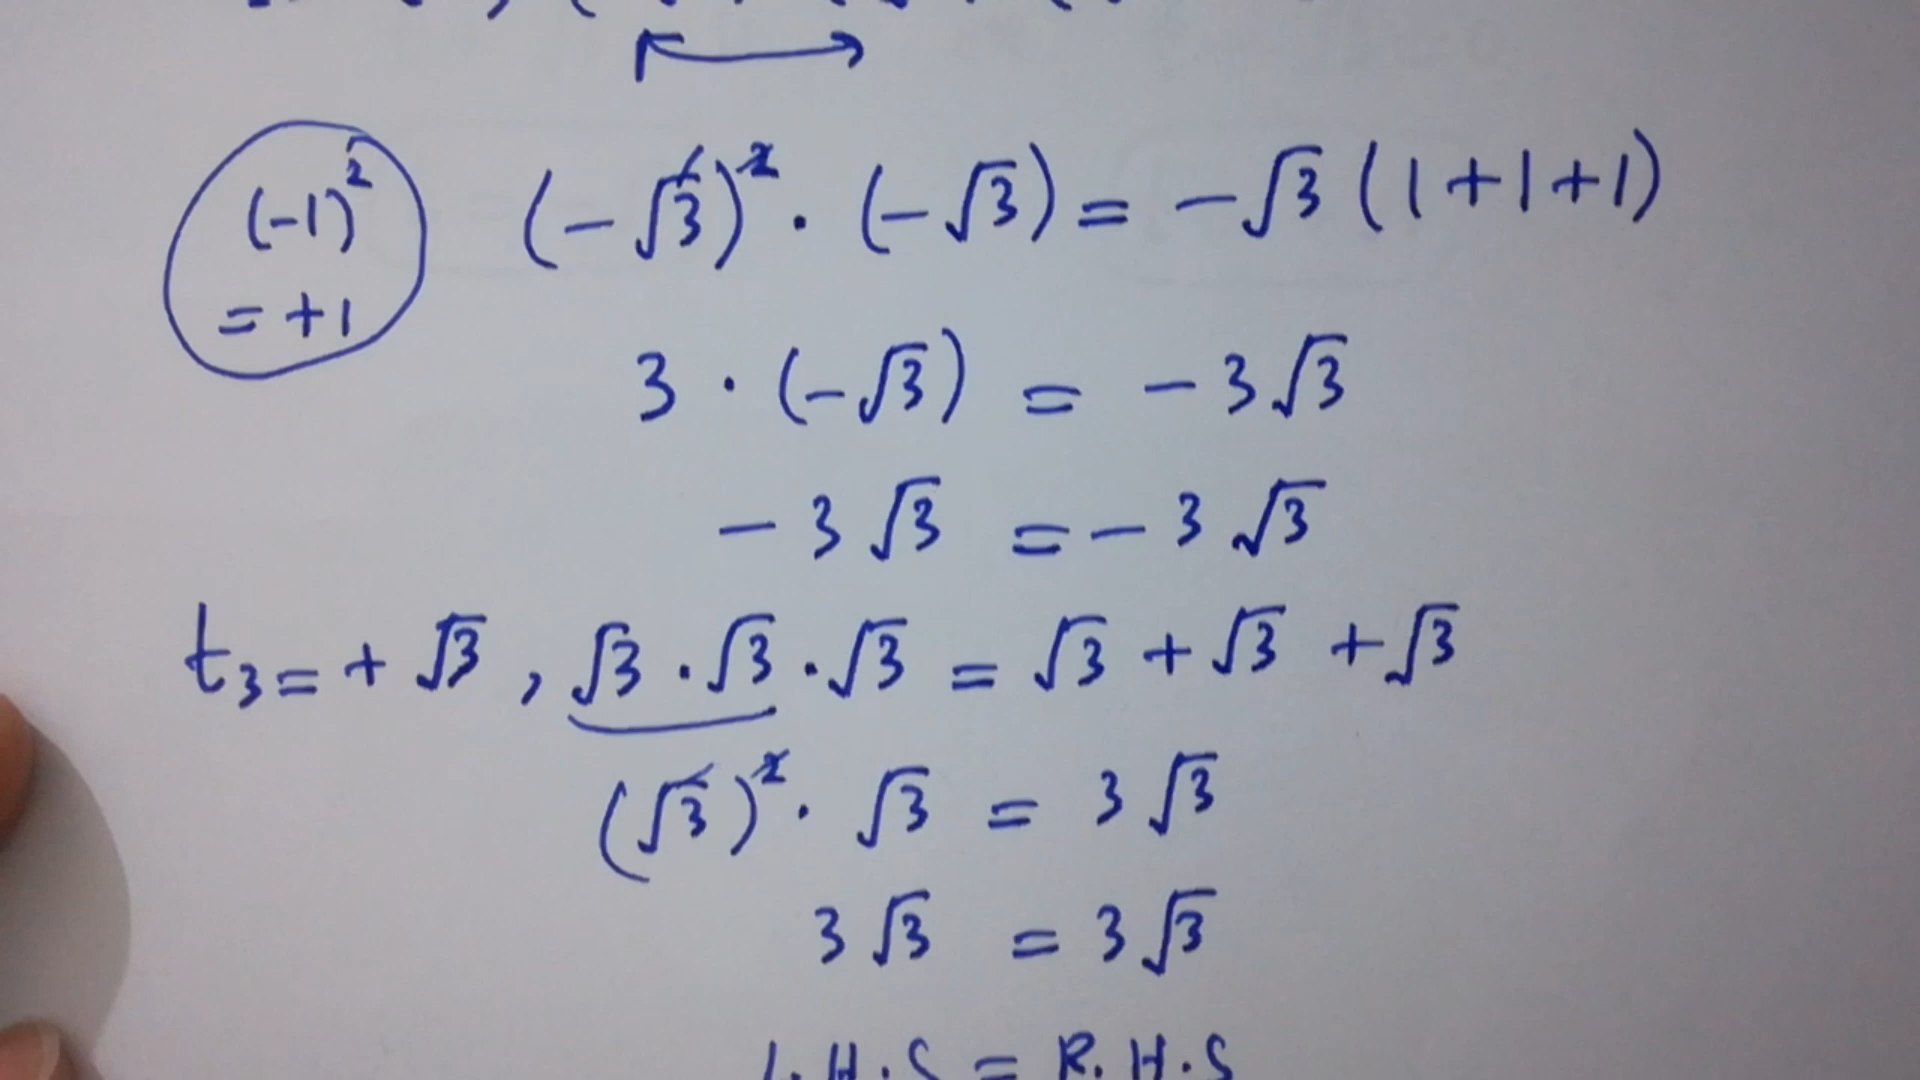 (-1)²
= +1
(-√3)² · (-√3) = -√3 (1+1+1)
3 · (-√3) = -3√3
-3√3 = -3√3
t₃ = +√3, √3 · √3 · √3 = √3 + √3 + √3
(√3)² · √3 = 3√3
3√3 = 3√3
L.H.S = R.H.S